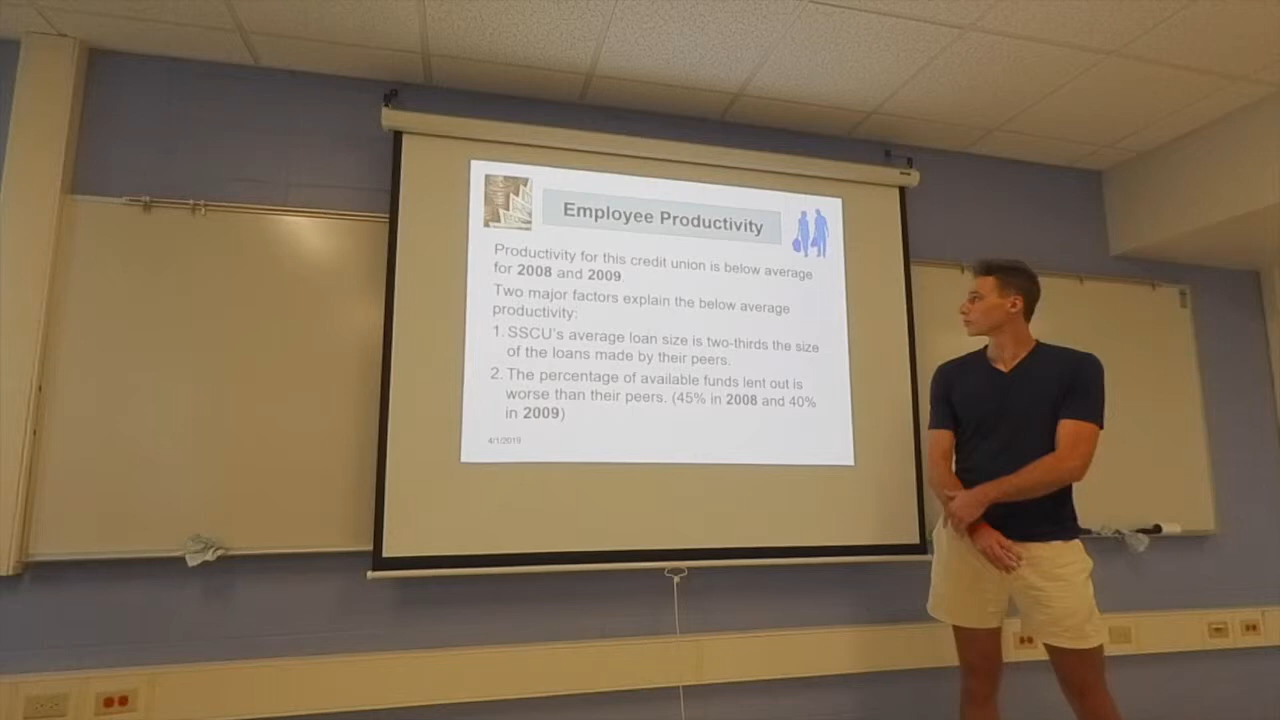 Employee Productivity
Productivity for this credit union is below average
for 2008 and 2009.
Two major factors explain the below average
productivity:
1. SSCU's average loan size is two-thirds the size
of the loans made by their peers.
2. The percentage of available funds lent out is
worse than their peers. (45% in 2008 and 40%
in 2009)
4/1/2019